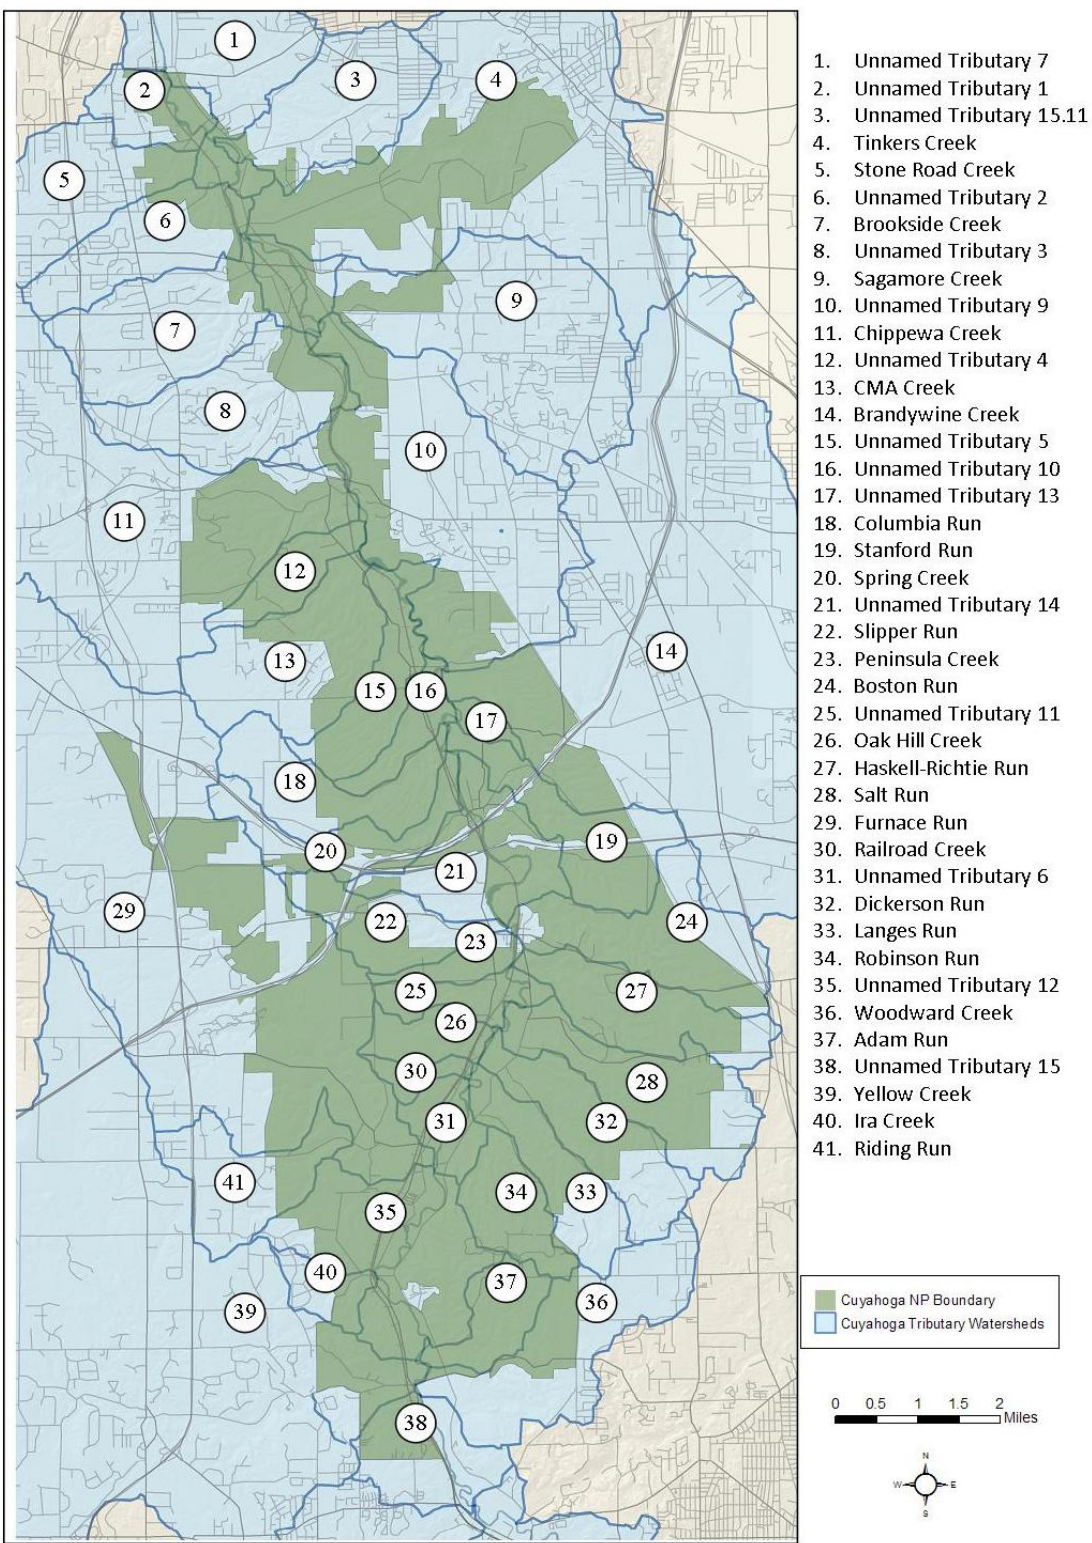 1
2
3
4
5
6
7
8
9
10
11
12
13
14
15
16
17
18
19
20
21
22
23
24
25
26
27
28
29
30
31
32
33
34
35
36
37
38
39
40
41
1. Unnamed Tributary 7
2. Unnamed Tributary 1
3. Unnamed Tributary 15.11
4. Tinkers Creek
5. Stone Road Creek
6. Unnamed Tributary 2
7. Brookside Creek
8. Unnamed Tributary 3
9. Sagamore Creek
10. Unnamed Tributary 9
11. Chippewa Creek
12. Unnamed Tributary 4
13. CMA Creek
14. Brandywine Creek
15. Unnamed Tributary 5
16. Unnamed Tributary 10
17. Unnamed Tributary 13
18. Columbia Run
19. Stanford Run
20. Spring Creek
21. Unnamed Tributary 14
22. Slipper Run
23. Peninsula Creek
24. Boston Run
25. Unnamed Tributary 11
26. Oak Hill Creek
27. Haskell-Richtie Run
28. Salt Run
29. Furnace Run
30. Railroad Creek
31. Unnamed Tributary 6
32. Dickerson Run
33. Langes Run
34. Robinson Run
35. Unnamed Tributary 12
36. Woodward Creek
37. Adam Run
38. Unnamed Tributary 15
39. Yellow Creek
40. Ira Creek
41. Riding Run
Cuyahoga NP Boundary
Cuyahoga Tributary Watersheds
0 0.5 1 1.5 2
Miles
N
W E
S